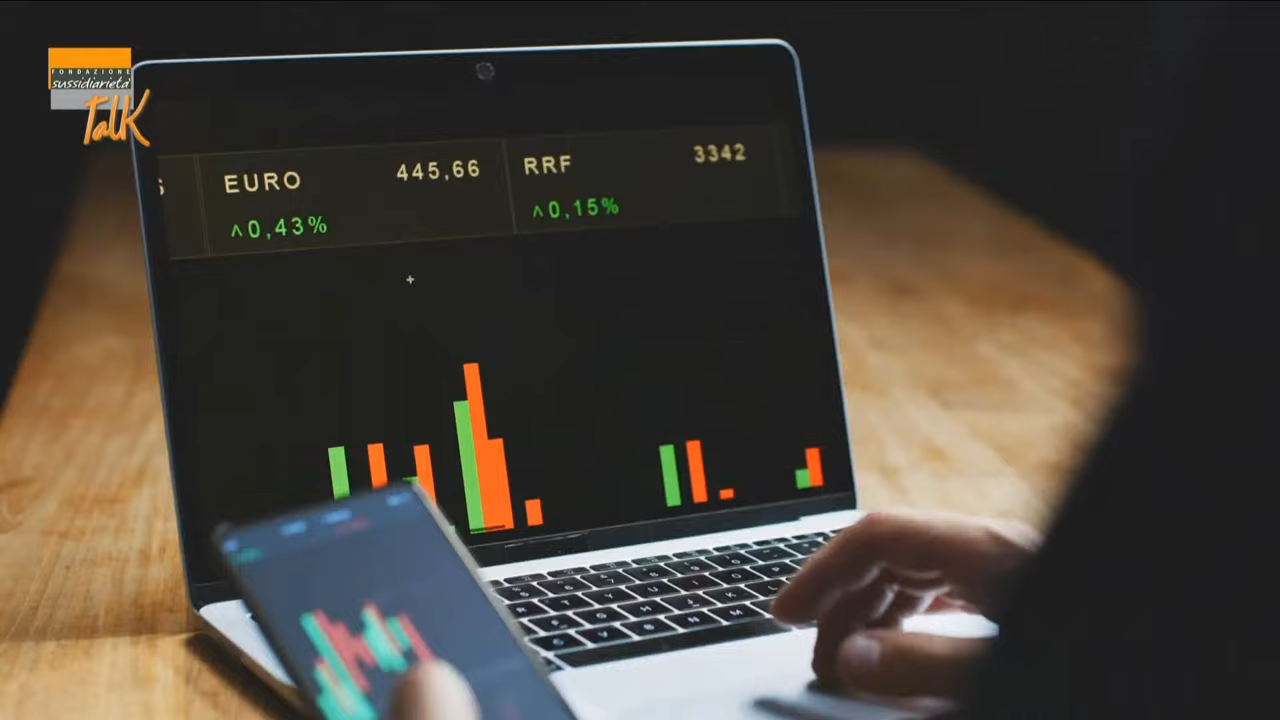 FONDAZIONE
sussidiarietà
Talk
EURO 445,66
^0,43%
RRF 3342
^0,15%